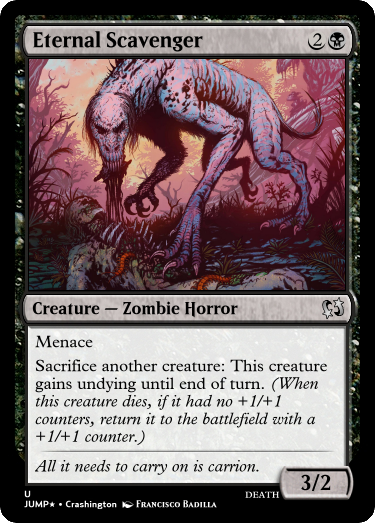 Eternal Scavenger 2
Creature — Zombie Horror
Menace
Sacrifice another creature: This creature
gains undying until end of turn. (When
this creature dies, if it had no +1/+1
counters, return it to the battlefield with a
+1/+1 counter.)
All it needs to carry on is carrion.
3/2
U
DEATH
JUMP★ • Crashington Francisco Badilla